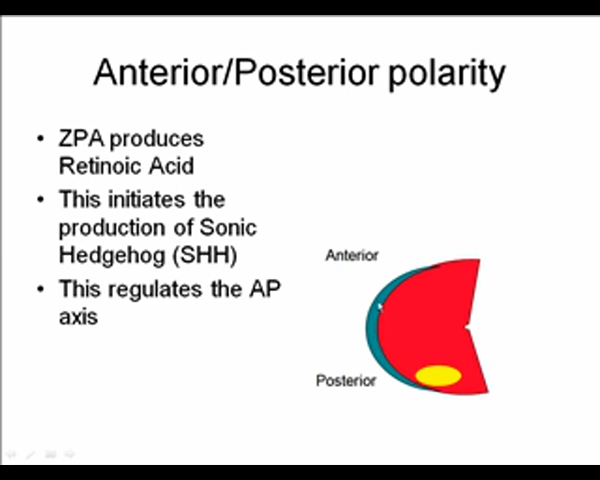 Anterior/Posterior polarity
• ZPA produces
Retinoic Acid
• This initiates the
production of Sonic
Hedgehog (SHH)
• This regulates the AP
axis
Anterior
Posterior